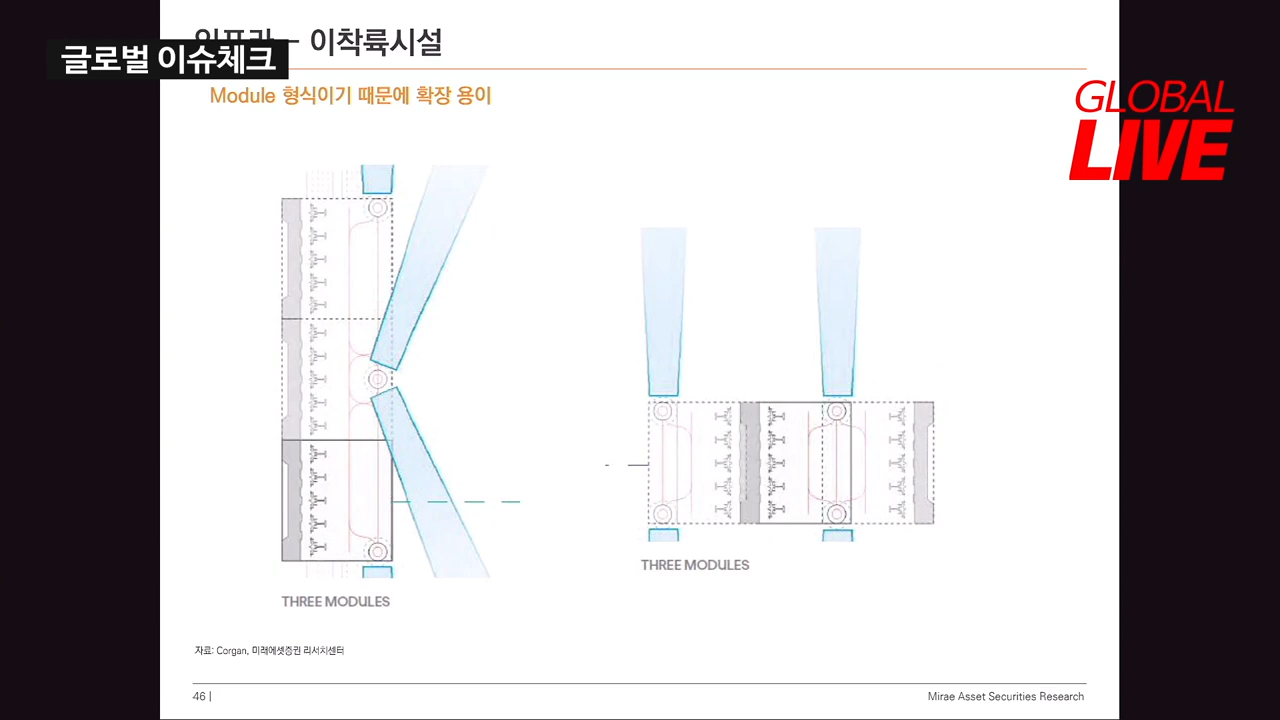 글로벌 이슈체크
– 이착륙시설
Module 형식이기 때문에 확장 용이
GLOBAL
LIVE
THREE MODULES
THREE MODULES
자료: Corgan, 미래에셋증권 리서치센터
46 |
Mirae Asset Securities Research